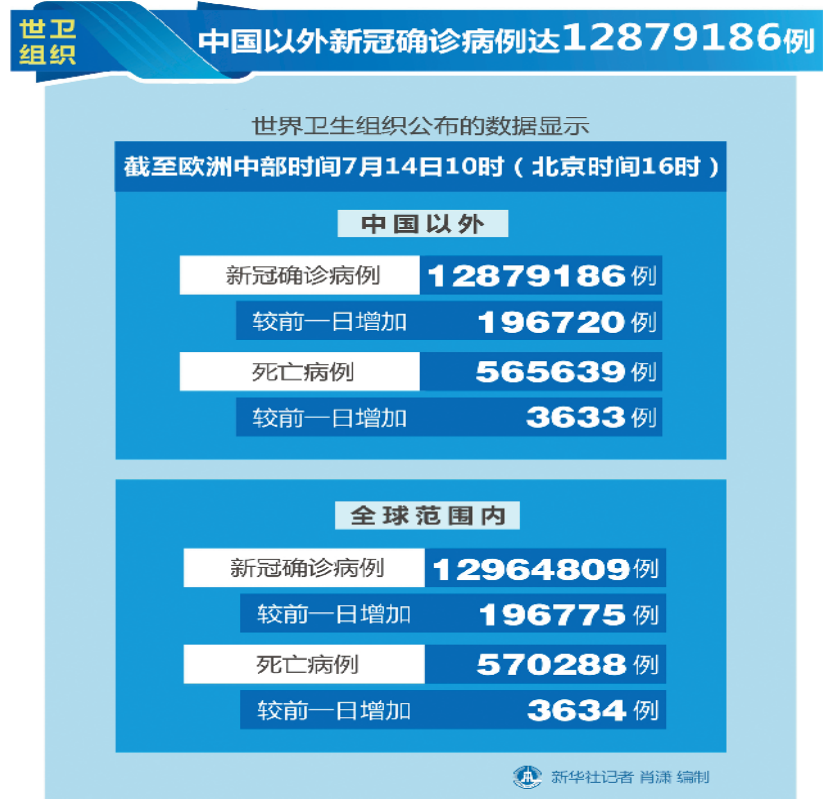 世卫
组织
中国以外新冠确诊病例达12879186例
世界卫生组织公布的数据显示
截至欧洲中部时间7月14日10时（北京时间16时）
中国以外
新冠确诊病例 12879186例
较前一日增加 196720例
死亡病例 565639例
较前一日增加 3633例
全球范围内
新冠确诊病例 12964809例
较前一日增加 196775例
死亡病例 570288例
较前一日增加 3634例
新华社记者 肖潇 编制